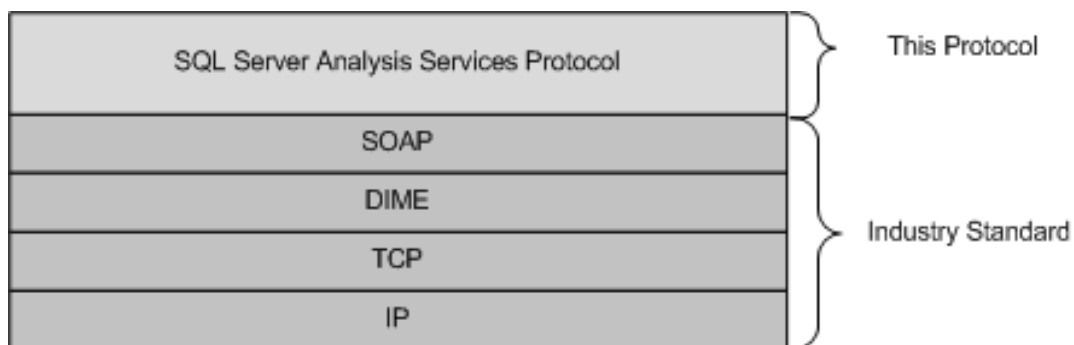 SQL Server Analysis Services Protocol
This Protocol
SOAP
DIME
TCP
IP
Industry Standard